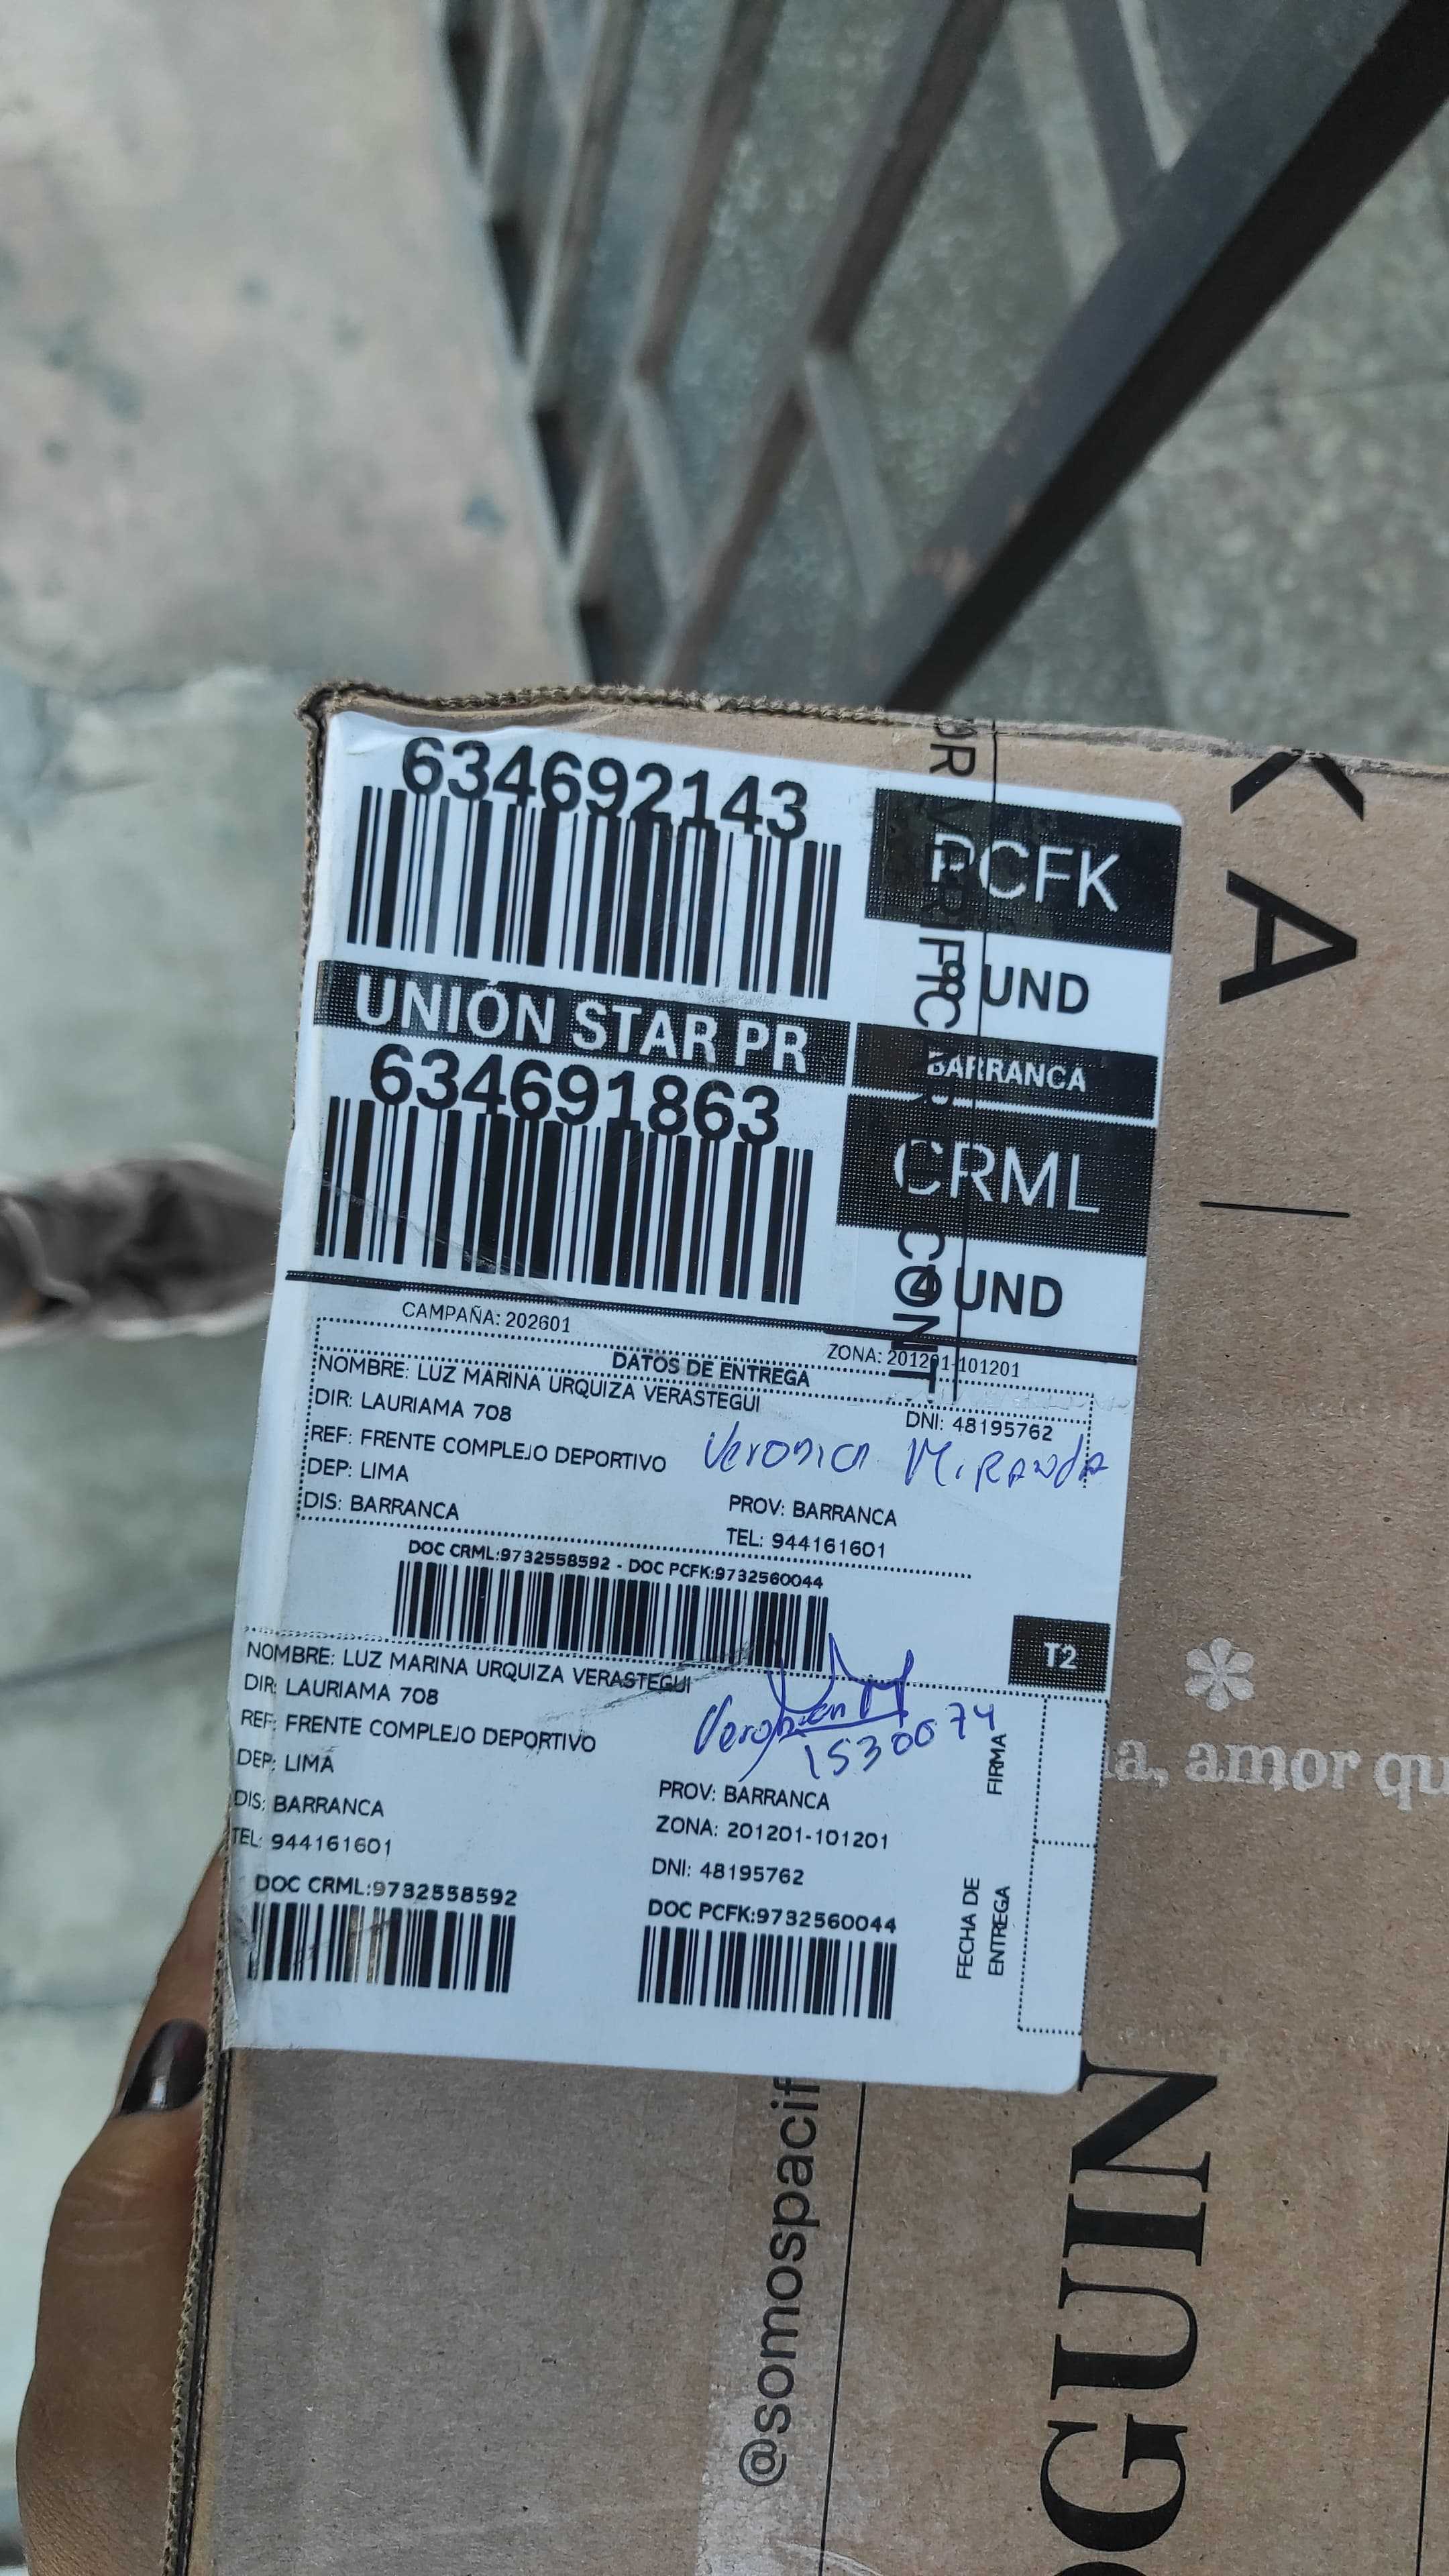 634692143
PCFK
UND
UNIÓN STAR PR
BARRANCA
634691863
CRML
4 UND
CAMPAÑA: 202601
ZONA: 201201-101201
DATOS DE ENTREGA
NOMBRE: LUZ MARINA URQUIZA VERASTEGUI
DNI: 48195762
DIR: LAURIAMA 708
REF: FRENTE COMPLEJO DEPORTIVO
Veronica Miranda
DEP: LIMA
PROV: BARRANCA
DIS: BARRANCA
TEL: 944161601
DOC CRML:9732558592 - DOC PCFK:9732560044
T2
NOMBRE: LUZ MARINA URQUIZA VERASTEGUI
DIR: LAURIAMA 708
REF: FRENTE COMPLEJO DEPORTIVO
15300674
DEP: LIMA
PROV: BARRANCA
DIS: BARRANCA
ZONA: 201201-101201
TEL: 944161601
DNI: 48195762
DOC CRML:9732558592
DOC PCFK:9732560044
FIRMA
FECHA DE
ENTREGA
KA
a, amor qu
@somospacif
OGUIN